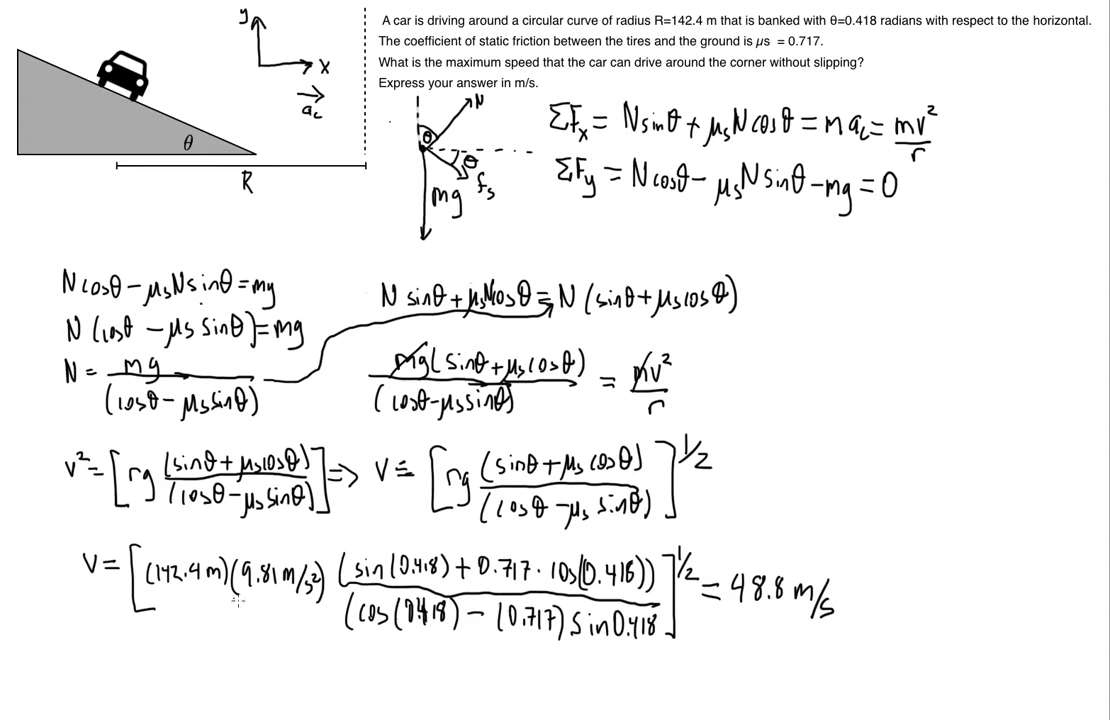 A car is driving around a circular curve of radius R=142.4 m that is banked with θ=0.418 radians with respect to the horizontal.
The coefficient of static friction between the tires and the ground is μs = 0.717.
What is the maximum speed that the car can drive around the corner without slipping?
Express your answer in m/s.
y
x
a_c
θ
R
N
θ
θ
f_s
mg
ΣF_x = N sinθ + μ_s N cosθ = m a_c = mv²/r
ΣF_y = N cosθ − μ_s N sinθ − mg = 0
N cosθ − μ_s N sinθ = mg
N (cosθ − μ_s sinθ) = mg
N = mg/(cosθ − μ_s sinθ)
N sinθ + μ_s N cosθ = N (sinθ + μ_s cosθ)
mg(sinθ + μ_s cosθ)/(cosθ − μ_s sinθ) = mv²/r
v² = [rg (sinθ + μ_s cosθ)/(cosθ − μ_s sinθ)] => V = [rg (sinθ + μ_s cosθ)/(cosθ − μ_s sinθ)]^1/2
V = [(142.4 m)(9.81 m/s²) (sin(0.418) + 0.717 · cos(0.418))/(cos(0.418) − (0.717) sin 0.418]^1/2 = 48.8 m/s